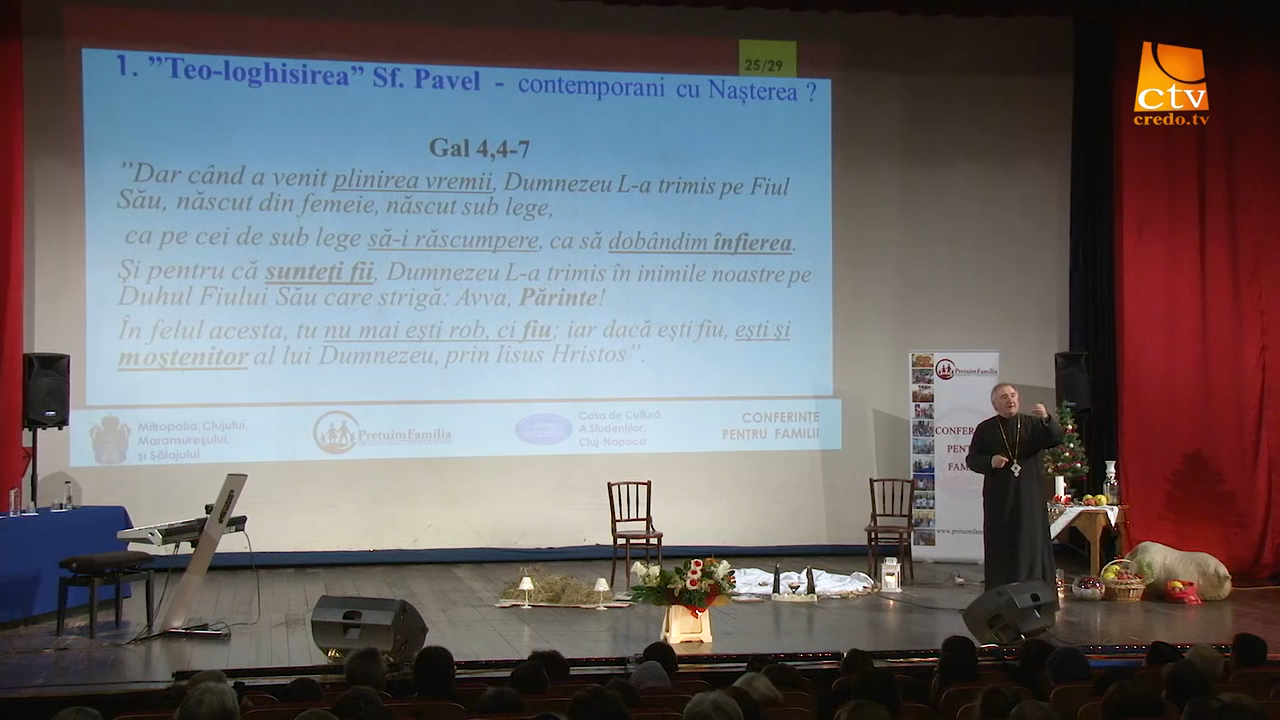 25/29
1. ”Teo-loghisirea” Sf. Pavel - contemporani cu Nașterea ?
Gal 4,4-7
”Dar când a venit plinirea vremii, Dumnezeu L-a trimis pe Fiul
Său, născut din femeie, născut sub lege,
ca pe cei de sub lege să-i răscumpere, ca să dobândim înfierea.
Și pentru că sunteți fii, Dumnezeu L-a trimis în inimile noastre pe
Duhul Fiului Său care strigă: Avva, Părinte!
În felul acesta, tu nu mai ești rob, ci fiu; iar dacă ești fiu, ești și
moștenitor al lui Dumnezeu, prin Iisus Hristos”.
Mitropolia, Clujului,
Maramureșului,
și Sălajului
PretuimFamilia
Casa de Cultură
A Studenților,
Cluj-Napoca
CONFERINȚE
PENTRU FAMILII
ctv
credo.tv
PretuimFamilia